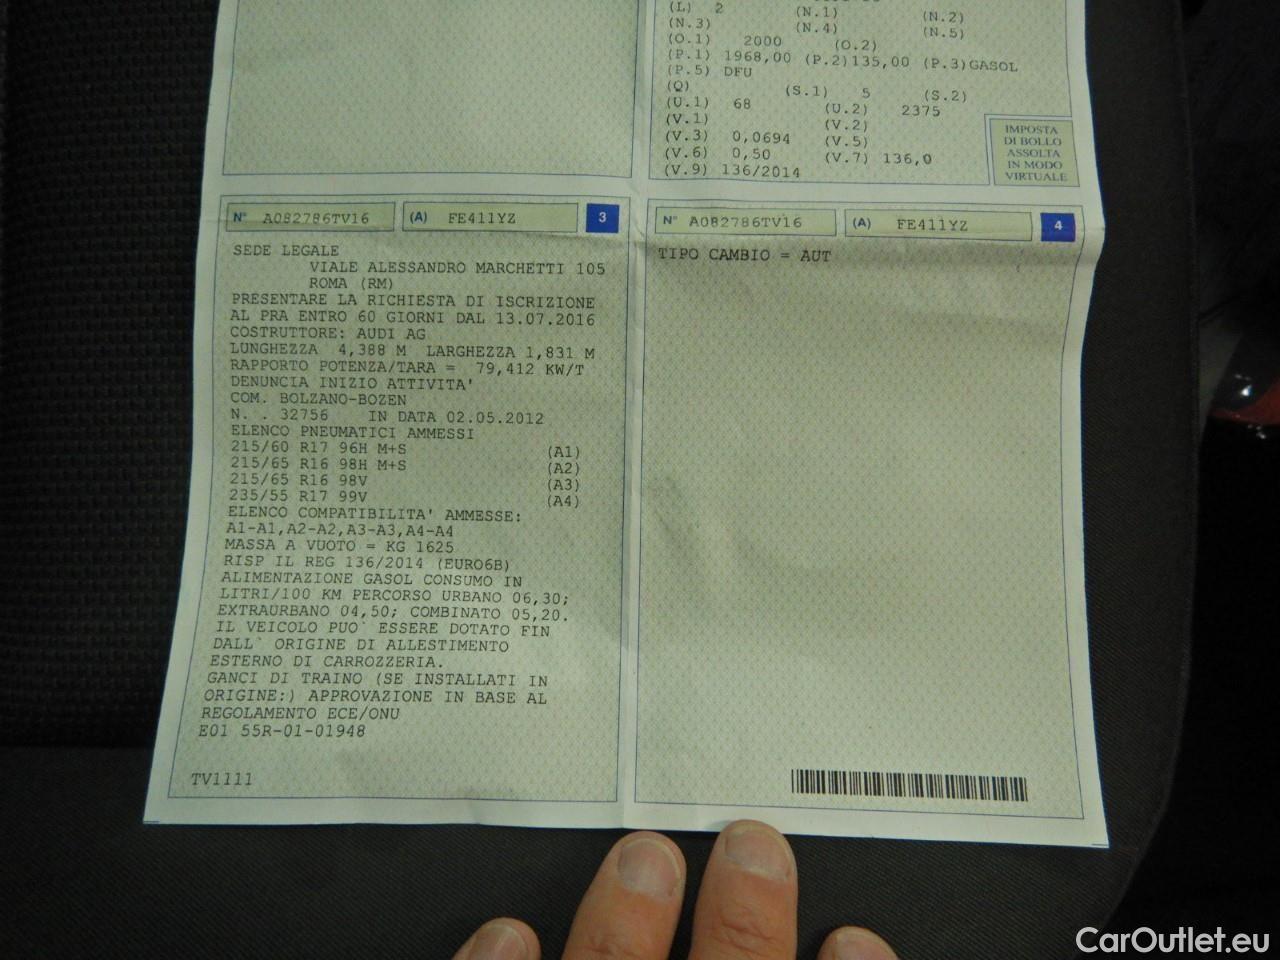 (L) 2 (N.1) (N.2)
(N.3) (N.4) (N.5)
(O.1) 2000 (O.2)
(P.1) 1968,00 (P.2)135,00 (P.3)GASOL
(P.5) DFU
(Q) (S.1) 5 (S.2)
(U.1) 68 (U.2) 2375
(V.1) (V.2)
(V.3) 0,0694 (V.5)
(V.6) 0,50 (V.7) 136,0
(V.9) 136/2014
IMPOSTA
DI BOLLO
ASSOLTA
IN MODO
VIRTUALE
N° A082786TV16 (A) FE411YZ 3
SEDE LEGALE
VIALE ALESSANDRO MARCHETTI 105
ROMA (RM)
PRESENTARE LA RICHIESTA DI ISCRIZIONE
AL PRA ENTRO 60 GIORNI DAL 13.07.2016
COSTRUTTORE: AUDI AG
LUNGHEZZA 4,388 M LARGHEZZA 1,831 M
RAPPORTO POTENZA/TARA = 79,412 KW/T
DENUNCIA INIZIO ATTIVITA'
COM. BOLZANO-BOZEN
N. . 32756 IN DATA 02.05.2012
ELENCO PNEUMATICI AMMESSI
215/60 R17 96H M+S (A1)
215/65 R16 98H M+S (A2)
215/65 R16 98V (A3)
235/55 R17 99V (A4)
ELENCO COMPATIBILITA' AMMESSE:
A1-A1,A2-A2,A3-A3,A4-A4
MASSA A VUOTO = KG 1625
RISP IL REG 136/2014 (EURO6B)
ALIMENTAZIONE GASOL CONSUMO IN
LITRI/100 KM PERCORSO URBANO 06,30;
EXTRAURBANO 04,50; COMBINATO 05,20.
IL VEICOLO PUO` ESSERE DOTATO FIN
DALL` ORIGINE DI ALLESTIMENTO
ESTERNO DI CARROZZERIA.
GANCI DI TRAINO (SE INSTALLATI IN
ORIGINE:) APPROVAZIONE IN BASE AL
REGOLAMENTO ECE/ONU
E01 55R-01-01948
TV1111
N° A082786TV16 (A) FE411YZ 4
TIPO CAMBIO = AUT
CarOutlet.eu